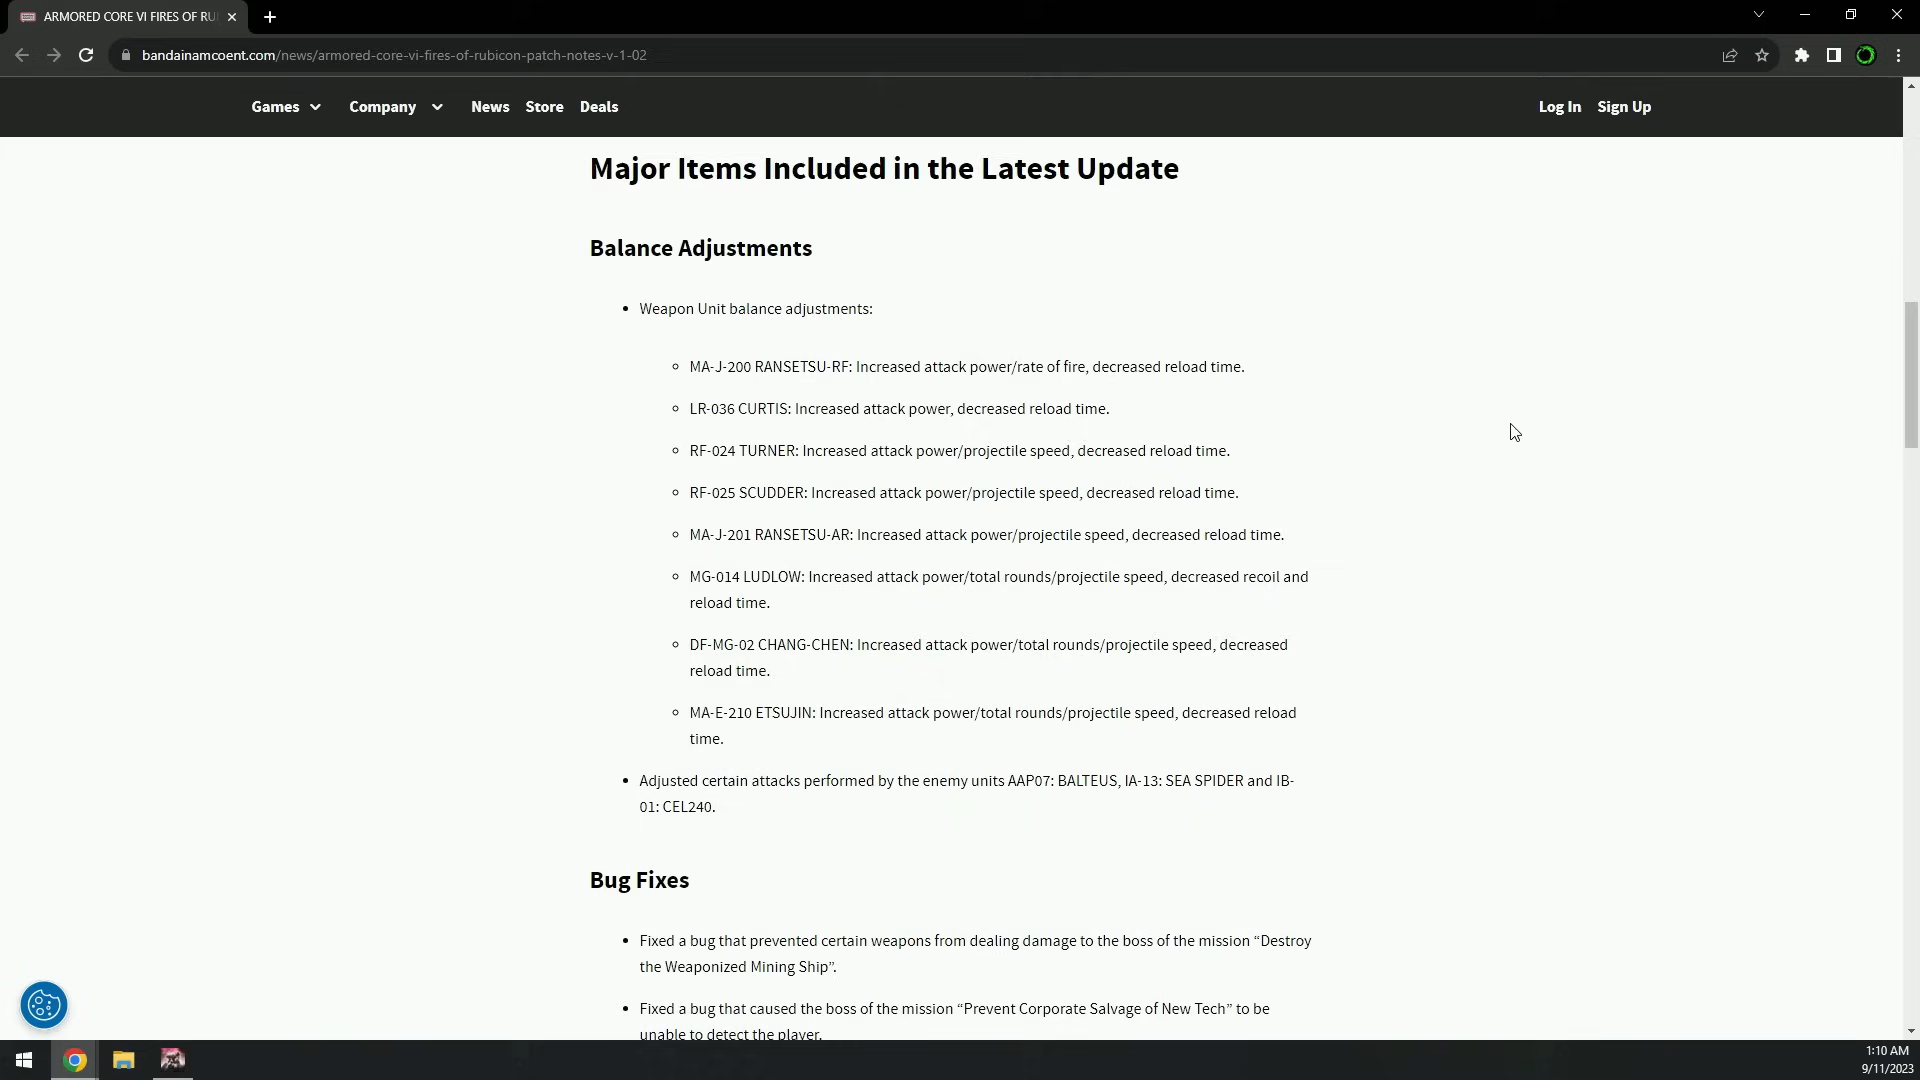 ARMORED CORE VI FIRES OF RU
bandainamcoent.com/news/armored-core-vi-fires-of-rubicon-patch-notes-v-1-02
Games Company News Store Deals Log In Sign Up
Major Items Included in the Latest Update
Balance Adjustments
• Weapon Unit balance adjustments:
◦ MA-J-200 RANSETSU-RF: Increased attack power/rate of fire, decreased reload time.
◦ LR-036 CURTIS: Increased attack power, decreased reload time.
◦ RF-024 TURNER: Increased attack power/projectile speed, decreased reload time.
◦ RF-025 SCUDDER: Increased attack power/projectile speed, decreased reload time.
◦ MA-J-201 RANSETSU-AR: Increased attack power/projectile speed, decreased reload time.
◦ MG-014 LUDLOW: Increased attack power/total rounds/projectile speed, decreased recoil and
reload time.
◦ DF-MG-02 CHANG-CHEN: Increased attack power/total rounds/projectile speed, decreased
reload time.
◦ MA-E-210 ETSUJIN: Increased attack power/total rounds/projectile speed, decreased reload
time.
• Adjusted certain attacks performed by the enemy units AAP07: BALTEUS, IA-13: SEA SPIDER and IB-
01: CEL240.
Bug Fixes
• Fixed a bug that prevented certain weapons from dealing damage to the boss of the mission “Destroy
the Weaponized Mining Ship”.
• Fixed a bug that caused the boss of the mission “Prevent Corporate Salvage of New Tech” to be
unable to detect the player.
1:10 AM
9/11/2023